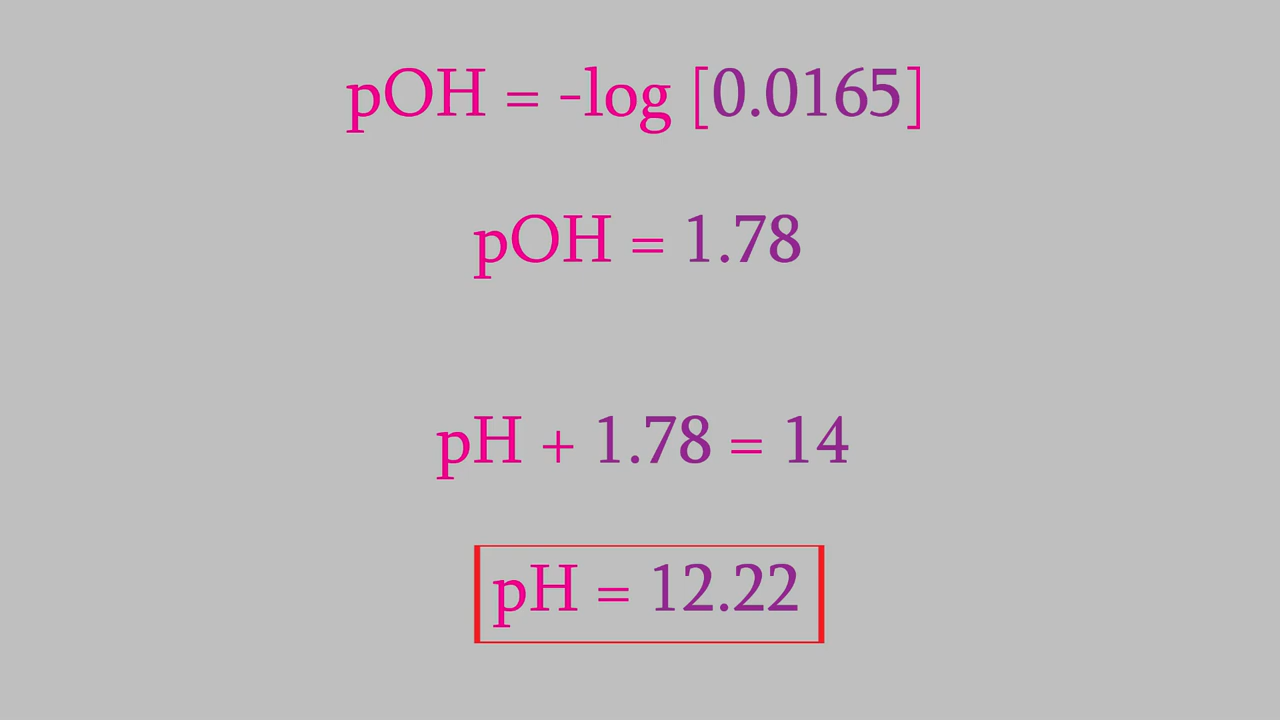 pOH = -log [0.0165]
pOH = 1.78
pH + 1.78 = 14
pH = 12.22